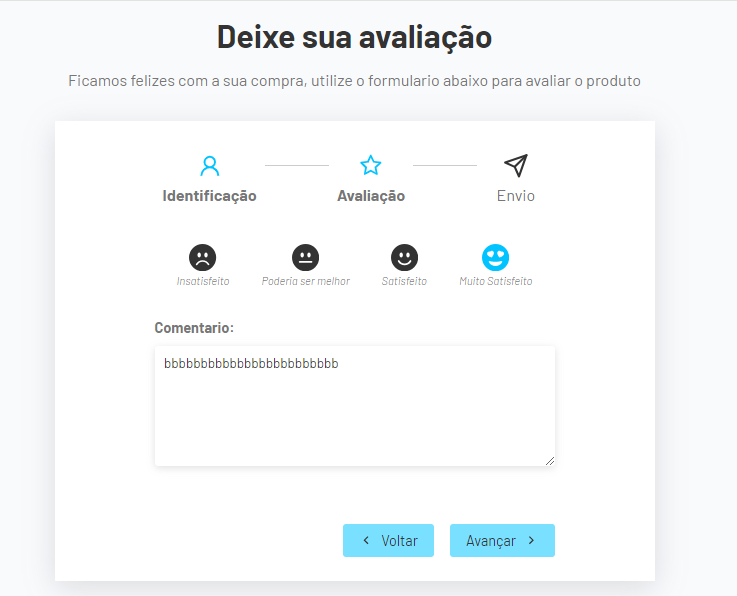 Deixe sua avaliação
Ficamos felizes com a sua compra, utilize o formulario abaixo para avaliar o produto
Identificação Avaliação Envio
Insatisfeito Poderia ser melhor Satisfeito Muito Satisfeito
Comentario:
bbbbbbbbbbbbbbbbbbbbbbbb
Voltar Avançar